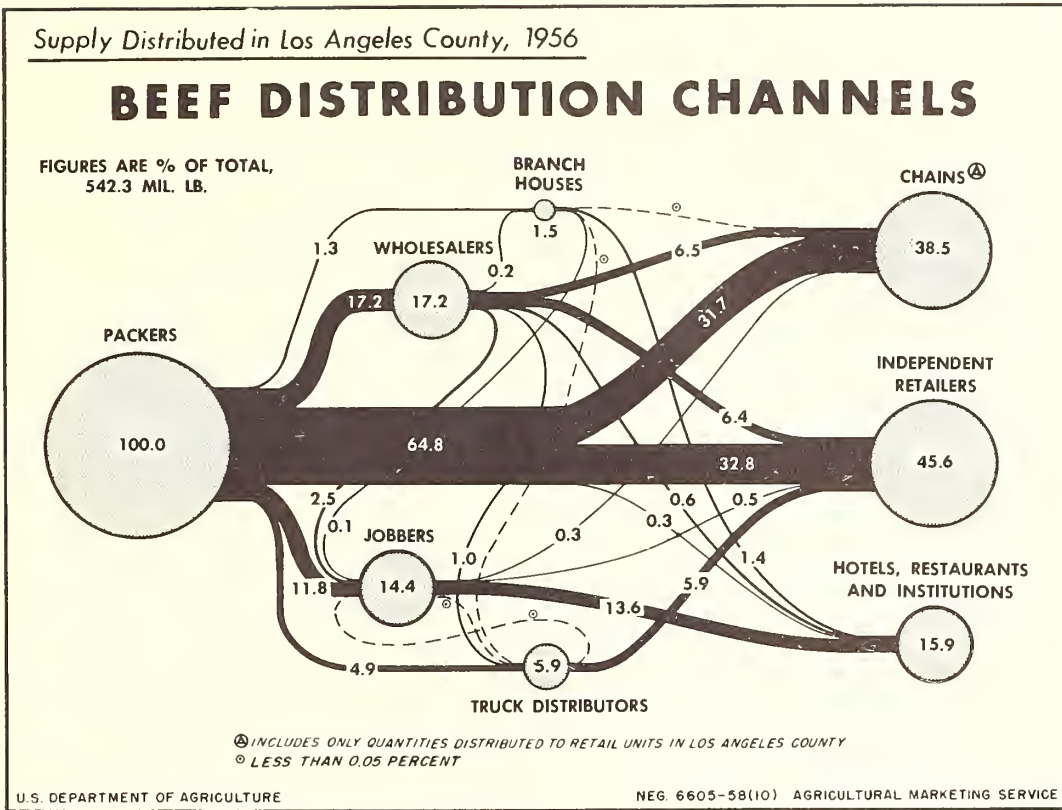 Supply Distributed in Los Angeles County, 1956
BEEF DISTRIBUTION CHANNELS
FIGURES ARE % OF TOTAL,
542.3 MIL. LB.
BRANCH
HOUSES
1.5
CHAINS Ⓐ
38.5
1.3
WHOLESALERS
17.2
17.2
0.2
⊙
⊙
6.5
31.7
PACKERS
100.0
64.8
INDEPENDENT
RETAILERS
45.6
6.4
32.8
2.5
0.1
JOBBERS
14.4
11.8
1.0
0.3
0.6
0.3
0.5
1.4
5.9
HOTELS, RESTAURANTS
AND INSTITUTIONS
15.9
13.6
⊙
⊙
4.9
5.9
TRUCK DISTRIBUTORS
Ⓐ INCLUDES ONLY QUANTITIES DISTRIBUTED TO RETAIL UNITS IN LOS ANGELES COUNTY
⊙ LESS THAN 0.05 PERCENT
U.S. DEPARTMENT OF AGRICULTURE
NEG. 6605-58(10) AGRICULTURAL MARKETING SERVICE